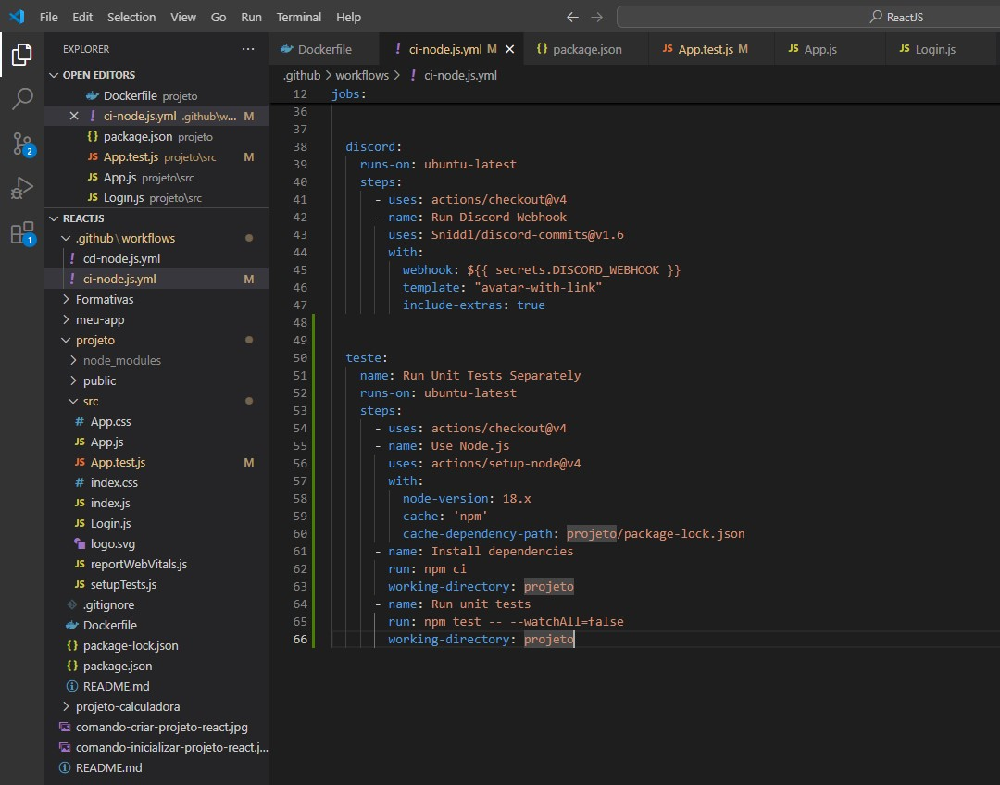 File Edit Selection View Go Run Terminal Help ReactJS
EXPLORER
OPEN EDITORS
Dockerfile projeto
ci-node.js.yml .github\w... M
package.json projeto
App.test.js projeto\src M
App.js projeto\src
Login.js projeto\src
REACTJS
.github\workflows
cd-node.js.yml
ci-node.js.yml M
Formativas
meu-app
projeto
node_modules
public
src
App.css
App.js
App.test.js M
index.css
index.js
Login.js
logo.svg
reportWebVitals.js
setupTests.js
.gitignore
Dockerfile
package-lock.json
package.json
README.md
projeto-calculadora
comando-criar-projeto-react.jpg
comando-inicializar-projeto-react.j...
README.md
2
1
Dockerfile ci-node.js.yml M package.json App.test.js M App.js Login.js
.github > workflows > ! ci-node.js.yml
12 jobs:
36
37
38 discord:
39 runs-on: ubuntu-latest
40 steps:
41 - uses: actions/checkout@v4
42 - name: Run Discord Webhook
43 uses: Sniddl/discord-commits@v1.6
44 with:
45 webhook: ${{ secrets.DISCORD_WEBHOOK }}
46 template: "avatar-with-link"
47 include-extras: true
48
49
50 teste:
51 name: Run Unit Tests Separately
52 runs-on: ubuntu-latest
53 steps:
54 - uses: actions/checkout@v4
55 - name: Use Node.js
56 uses: actions/setup-node@v4
57 with:
58 node-version: 18.x
59 cache: 'npm'
60 cache-dependency-path: projeto/package-lock.json
61 - name: Install dependencies
62 run: npm ci
63 working-directory: projeto
64 - name: Run unit tests
65 run: npm test -- --watchAll=false
66 working-directory: projeto